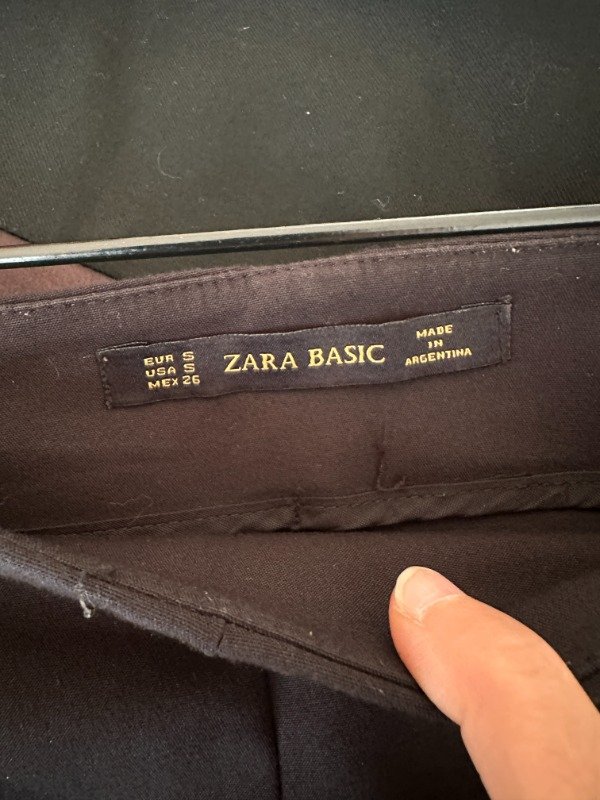 EUR S
USA S
MEX 26
ZARA BASIC
MADE
IN
ARGENTINA